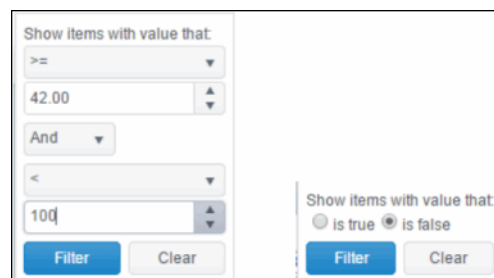 Show items with value that:
>=
42.00
And
<
100
Filter Clear
Show items with value that:
is true is false
Filter Clear